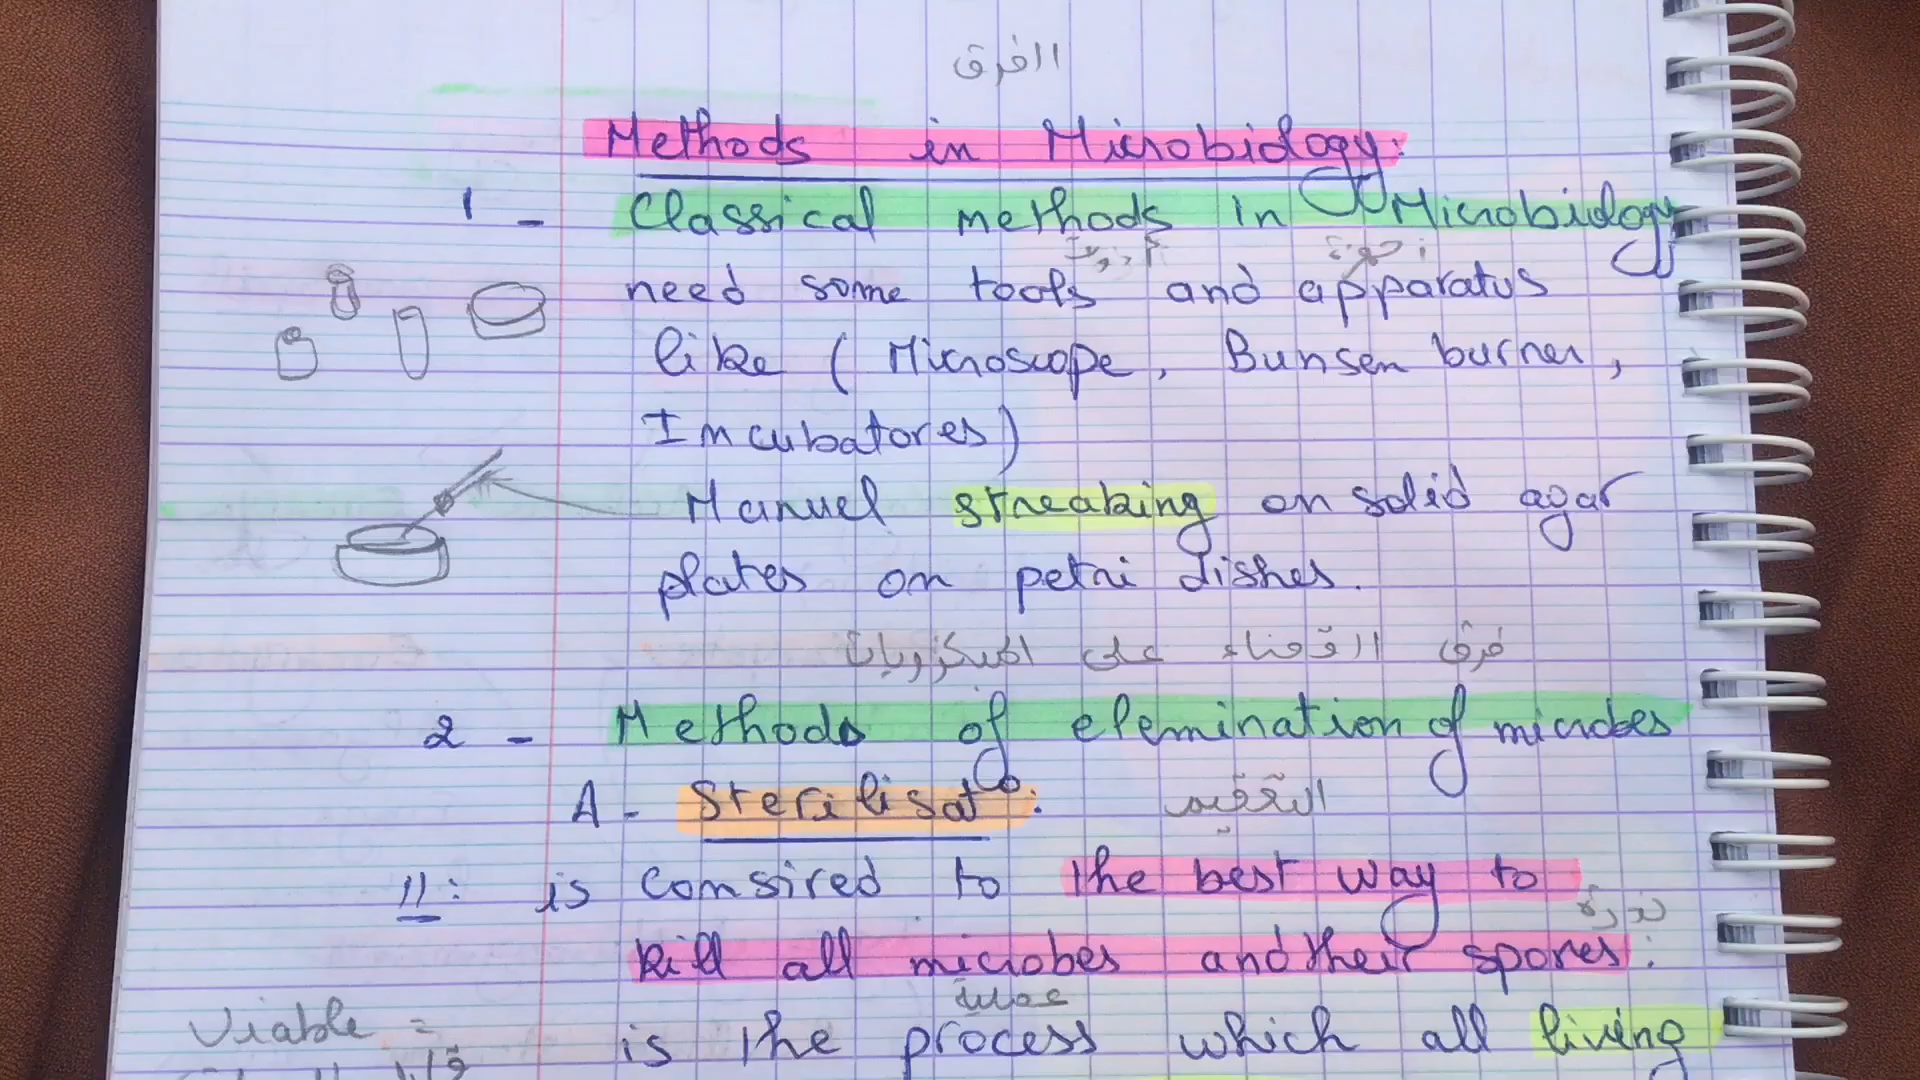 الفرق
Methods in Microbiology:
1 - Classical methods in Microbiology
need some tools and apparatus
like ( Microscope, Bunsen burner,
Incubatores)
Manuel streaking on solid agar
plates on petri dishes.
فرق القضاء على الميكروبات
2 - Methods of elemination of microbes
A - Sterilisat°: التعقيم
is consired to the best way to
kill all microbes and their spores:
عملية
Viable =
is the process which all living